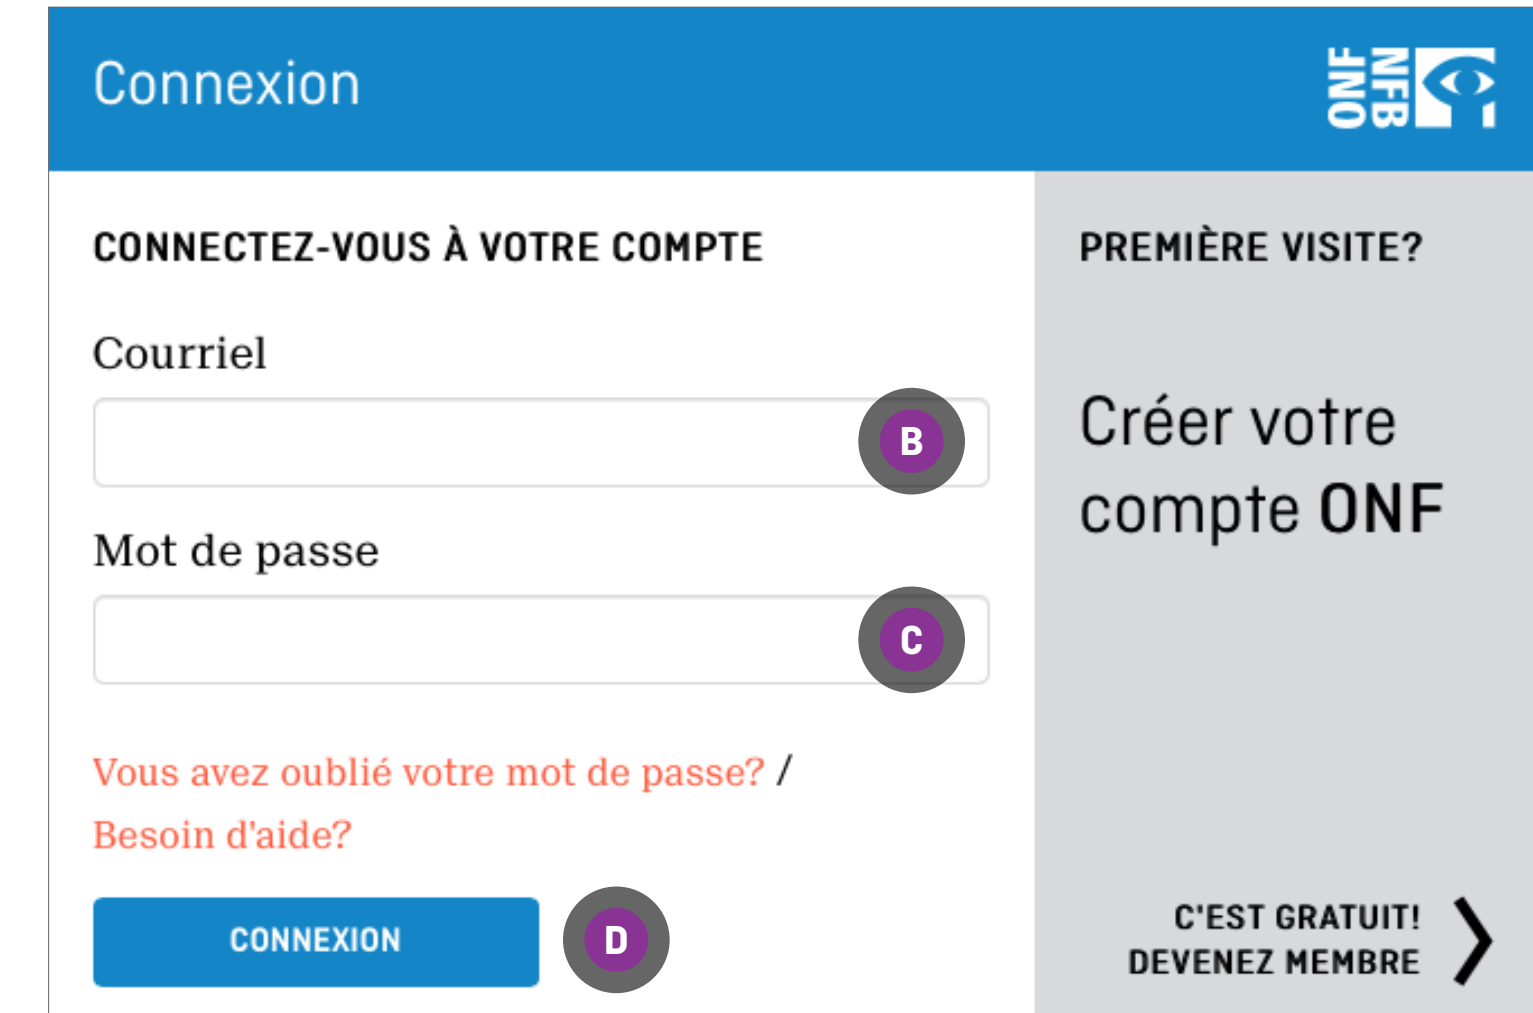 Connexion
ONF
NFB
CONNECTEZ-VOUS À VOTRE COMPTE
Courriel
B
Mot de passe
C
Vous avez oublié votre mot de passe? /
Besoin d'aide?
CONNEXION
D
PREMIÈRE VISITE?
Créer votre
compte ONF
C'EST GRATUIT!
DEVENEZ MEMBRE